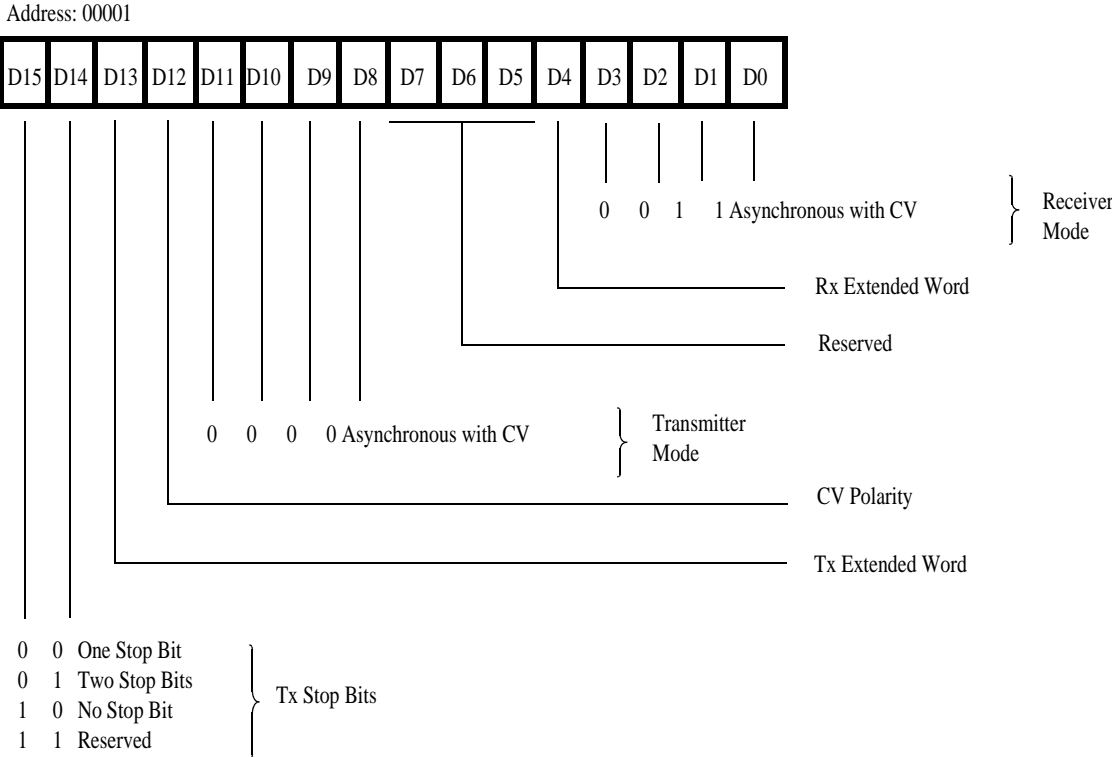 Address: 00001
D15 D14 D13 D12 D11 D10 D9 D8 D7 D6 D5 D4 D3 D2 D1 D0
0 0 1 1 Asynchronous with CV
Receiver
Mode
Rx Extended Word
Reserved
0 0 0 0 Asynchronous with CV
Transmitter
Mode
CV Polarity
Tx Extended Word
0 0 One Stop Bit
0 1 Two Stop Bits
1 0 No Stop Bit
1 1 Reserved
Tx Stop Bits